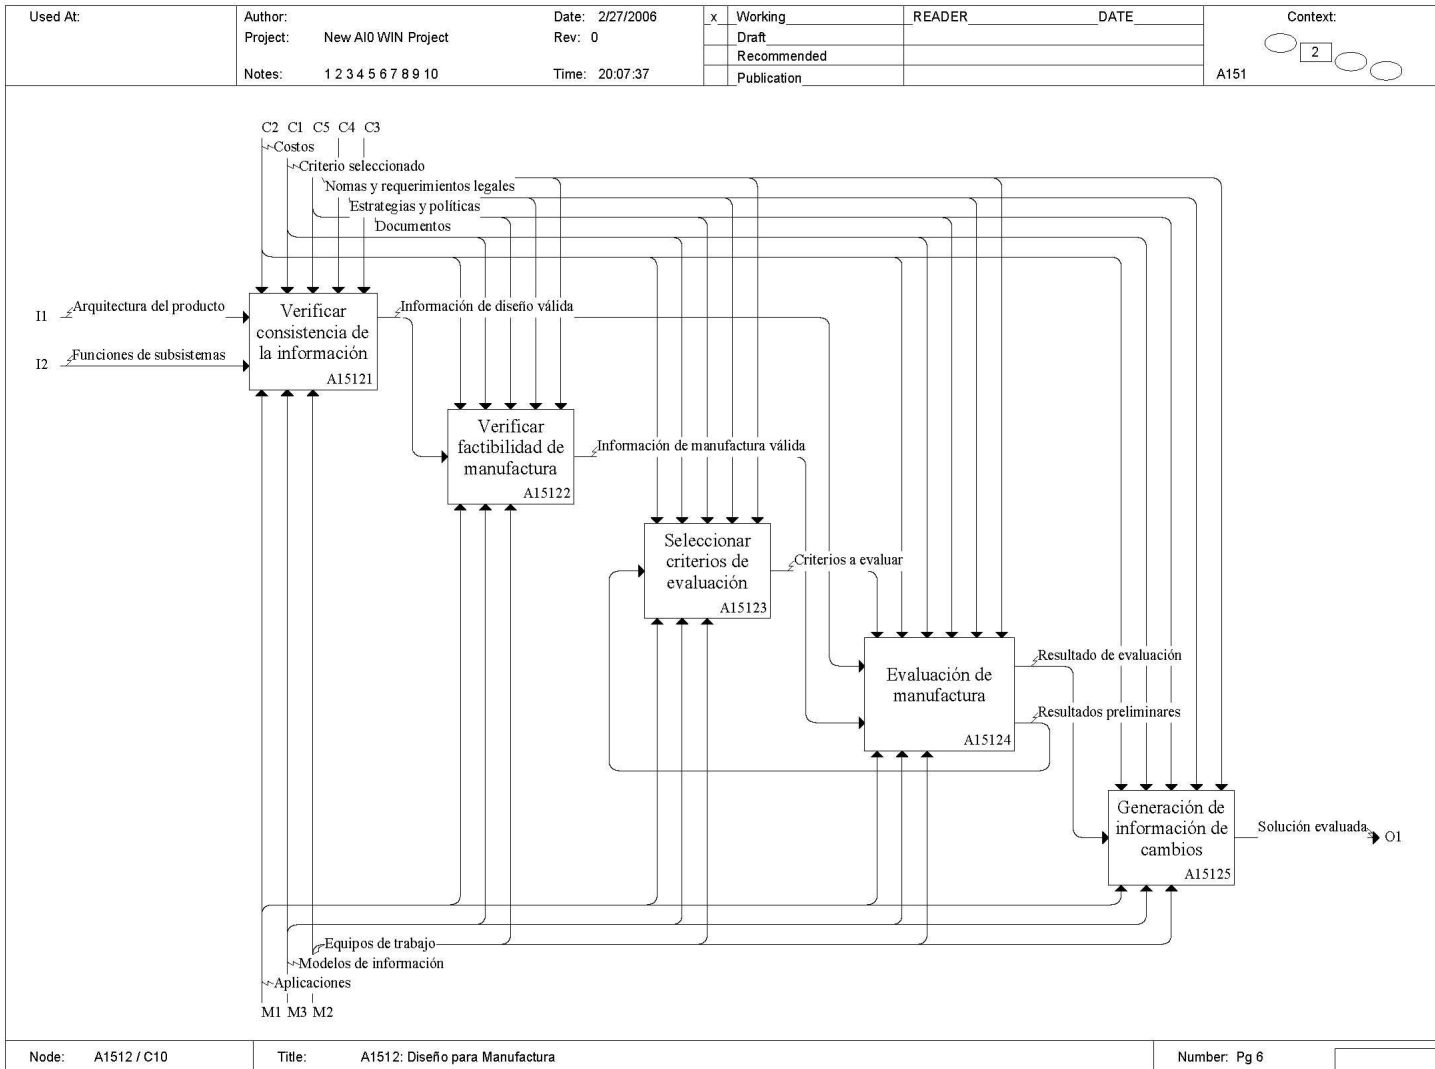 Used At:
Author:
Date: 2/27/2006
x Working
READER
DATE
Context:
Project: New AI0 WIN Project
Rev: 0
Draft
Recommended
2
Notes: 1 2 3 4 5 6 7 8 9 10
Time: 20:07:37
Publication
A151
C2 C1 C5 C4 C3
Costos
Criterio seleccionado
Nomas y requerimientos legales
Estrategias y políticas
Documentos
I1
Arquitectura del producto
I2
Funciones de subsistemas
Verificar
consistencia de
la información
A15121
Información de diseño válida
Verificar
factibilidad de
manufactura
A15122
Información de manufactura válida
Seleccionar
criterios de
evaluación
A15123
Criterios a evaluar
Evaluación de
manufactura
A15124
Resultado de evaluación
Resultados preliminares
Generación de
información de
cambios
A15125
Solución evaluada
O1
Equipos de trabajo
Modelos de información
Aplicaciones
M1 M3 M2
Node: A1512 / C10
Title: A1512: Diseño para Manufactura
Number: Pg 6